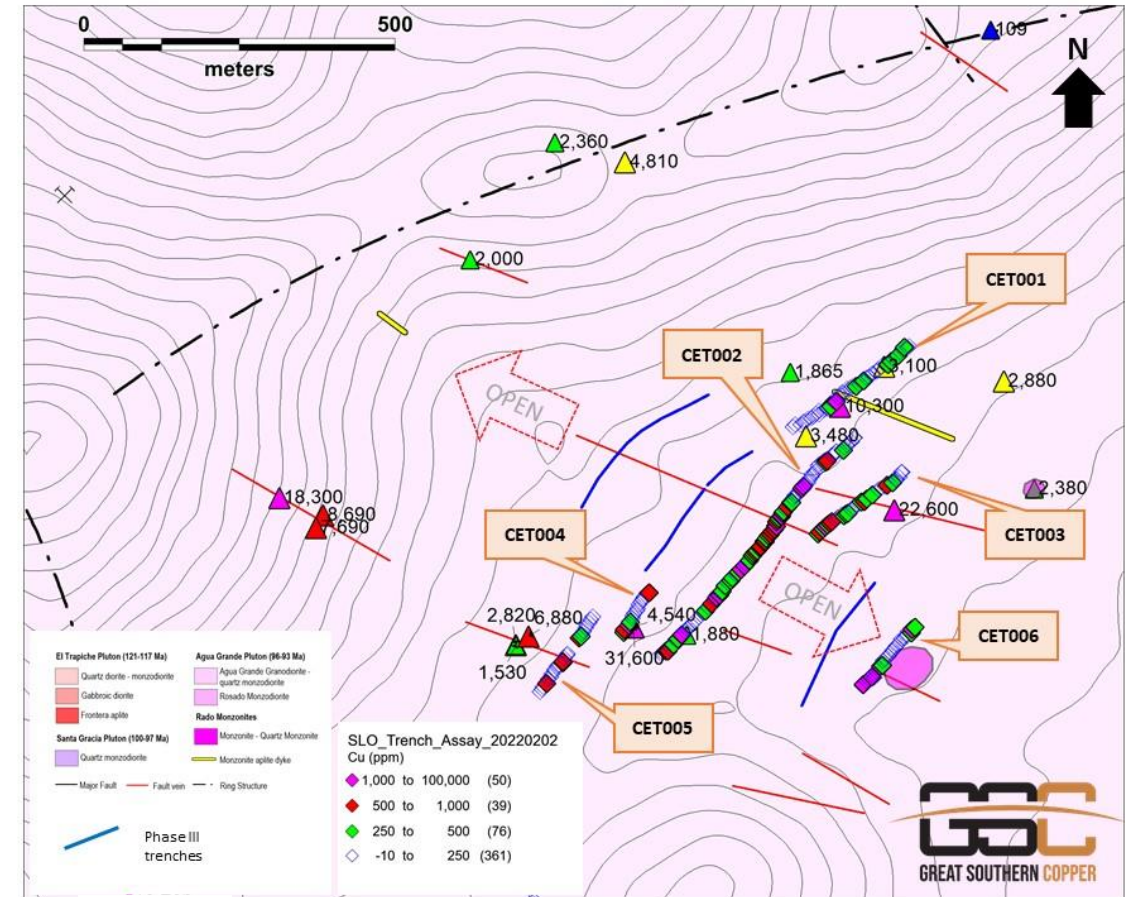 0
500
meters
109
N
2,360
4,810
2,000
CET001
CET002
1,865
3,100
2,880
10,300
OPEN
3,480
18,300
2,380
8,690
22,600
CET004
CET003
OPEN
2,820
6,880
4,540
1,880
1,530
31,600
CET006
CET005
El Trapiche Pluton (121-117 Ma)
Quartz diorite - monzodiorite
Gabbroic diorite
Frontera aplite
Santa Gracia Pluton (100-97 Ma)
Quartz monzodiorite
Agua Grande Pluton (96-93 Ma)
Agua Grande Granodiorite -
quartz monzodiorite
Rosado Monzodiorite
Rado Monzonites
Monzonite - Quartz Monzonite
Monzonite aplite dyke
Major Fault
Fault vein
Ring Structure
Phase III
trenches
SLO_Trench_Assay_20220202
Cu (ppm)
1,000 to 100,000 (50)
500 to 1,000 (39)
250 to 500 (76)
-10 to 250 (361)
GSC
GREAT SOUTHERN COPPER